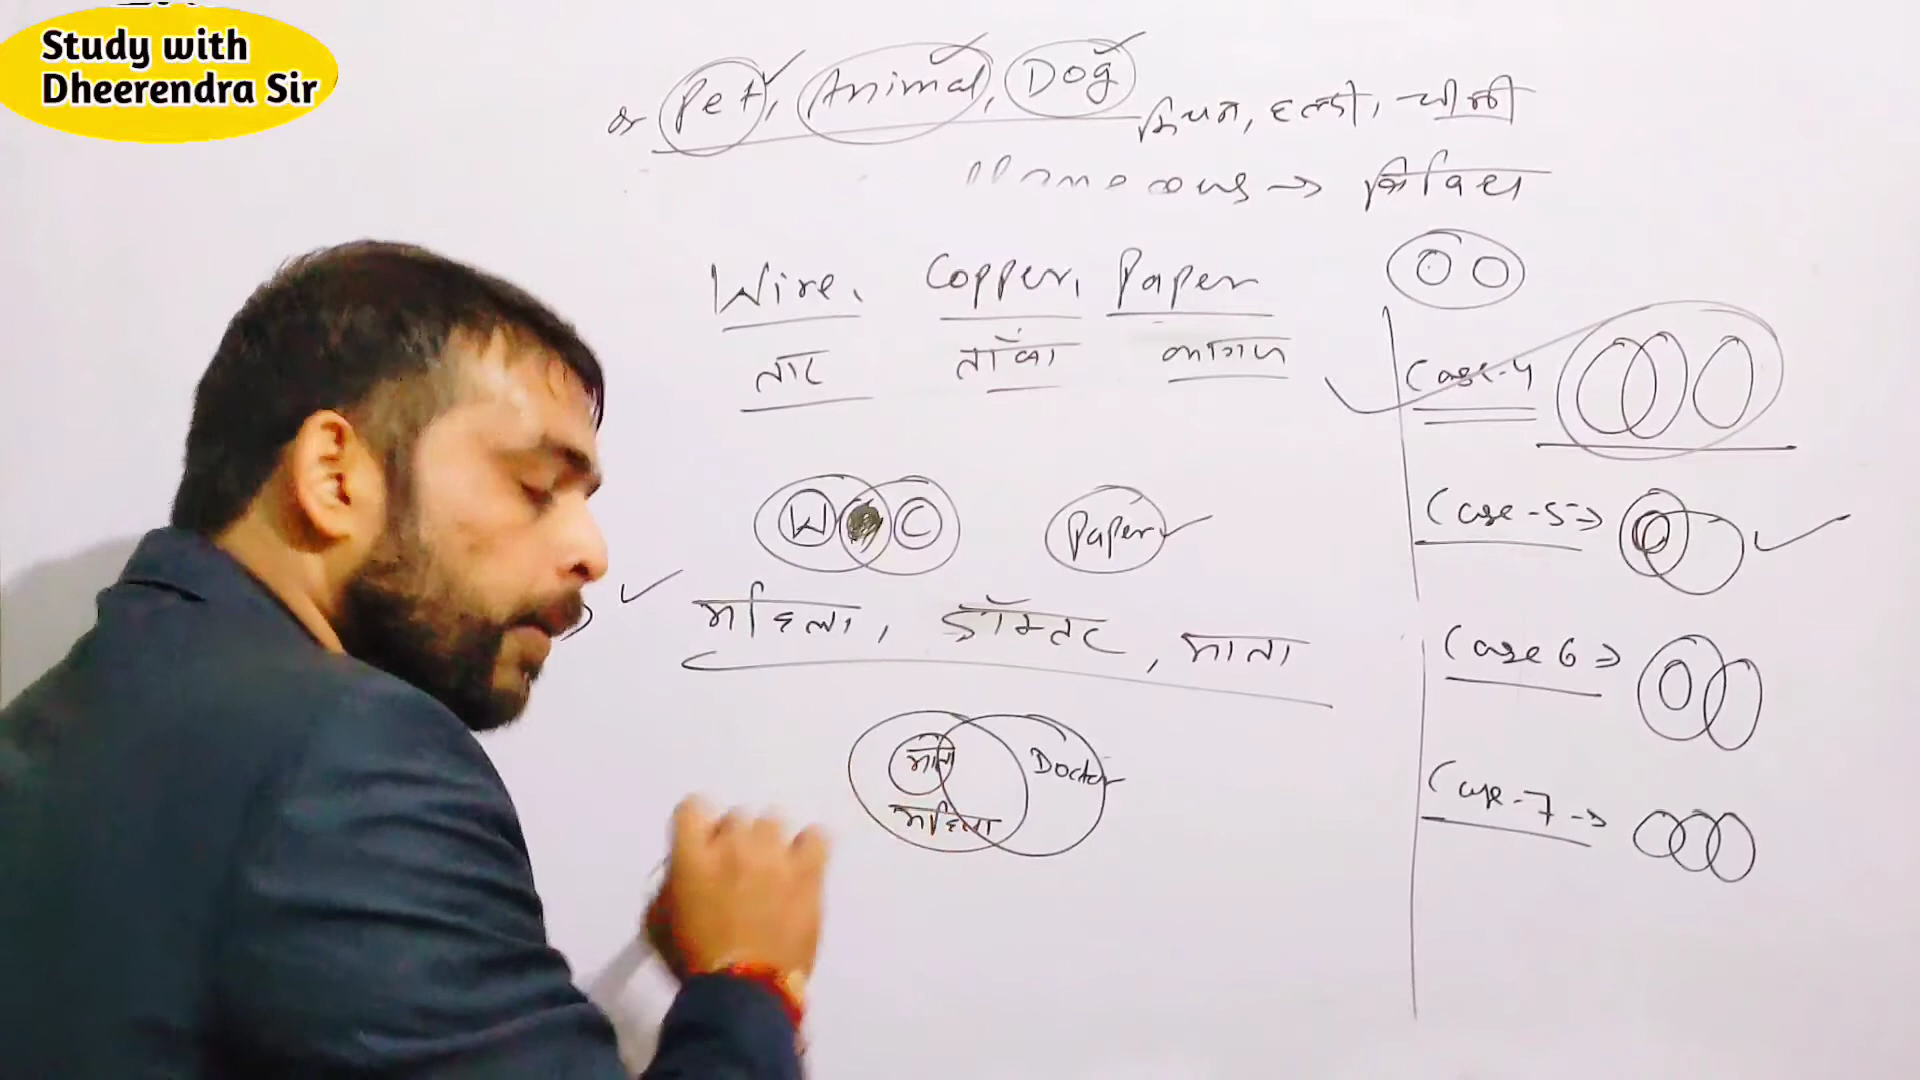 Study with
Dheerendra Sir
Pet, Animal, Dog
हल्दी,
Wire, Copper, Paper
तार ताँबा कागज
W C Paper
महिला, डॉक्टर, माता
माता Doctor
महिला
Case-4
Case-5⇒
Case 6⇒
Case-7→